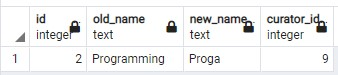 id old_name new_name curator_id
integer text text integer
1 2 Programming Proga 9